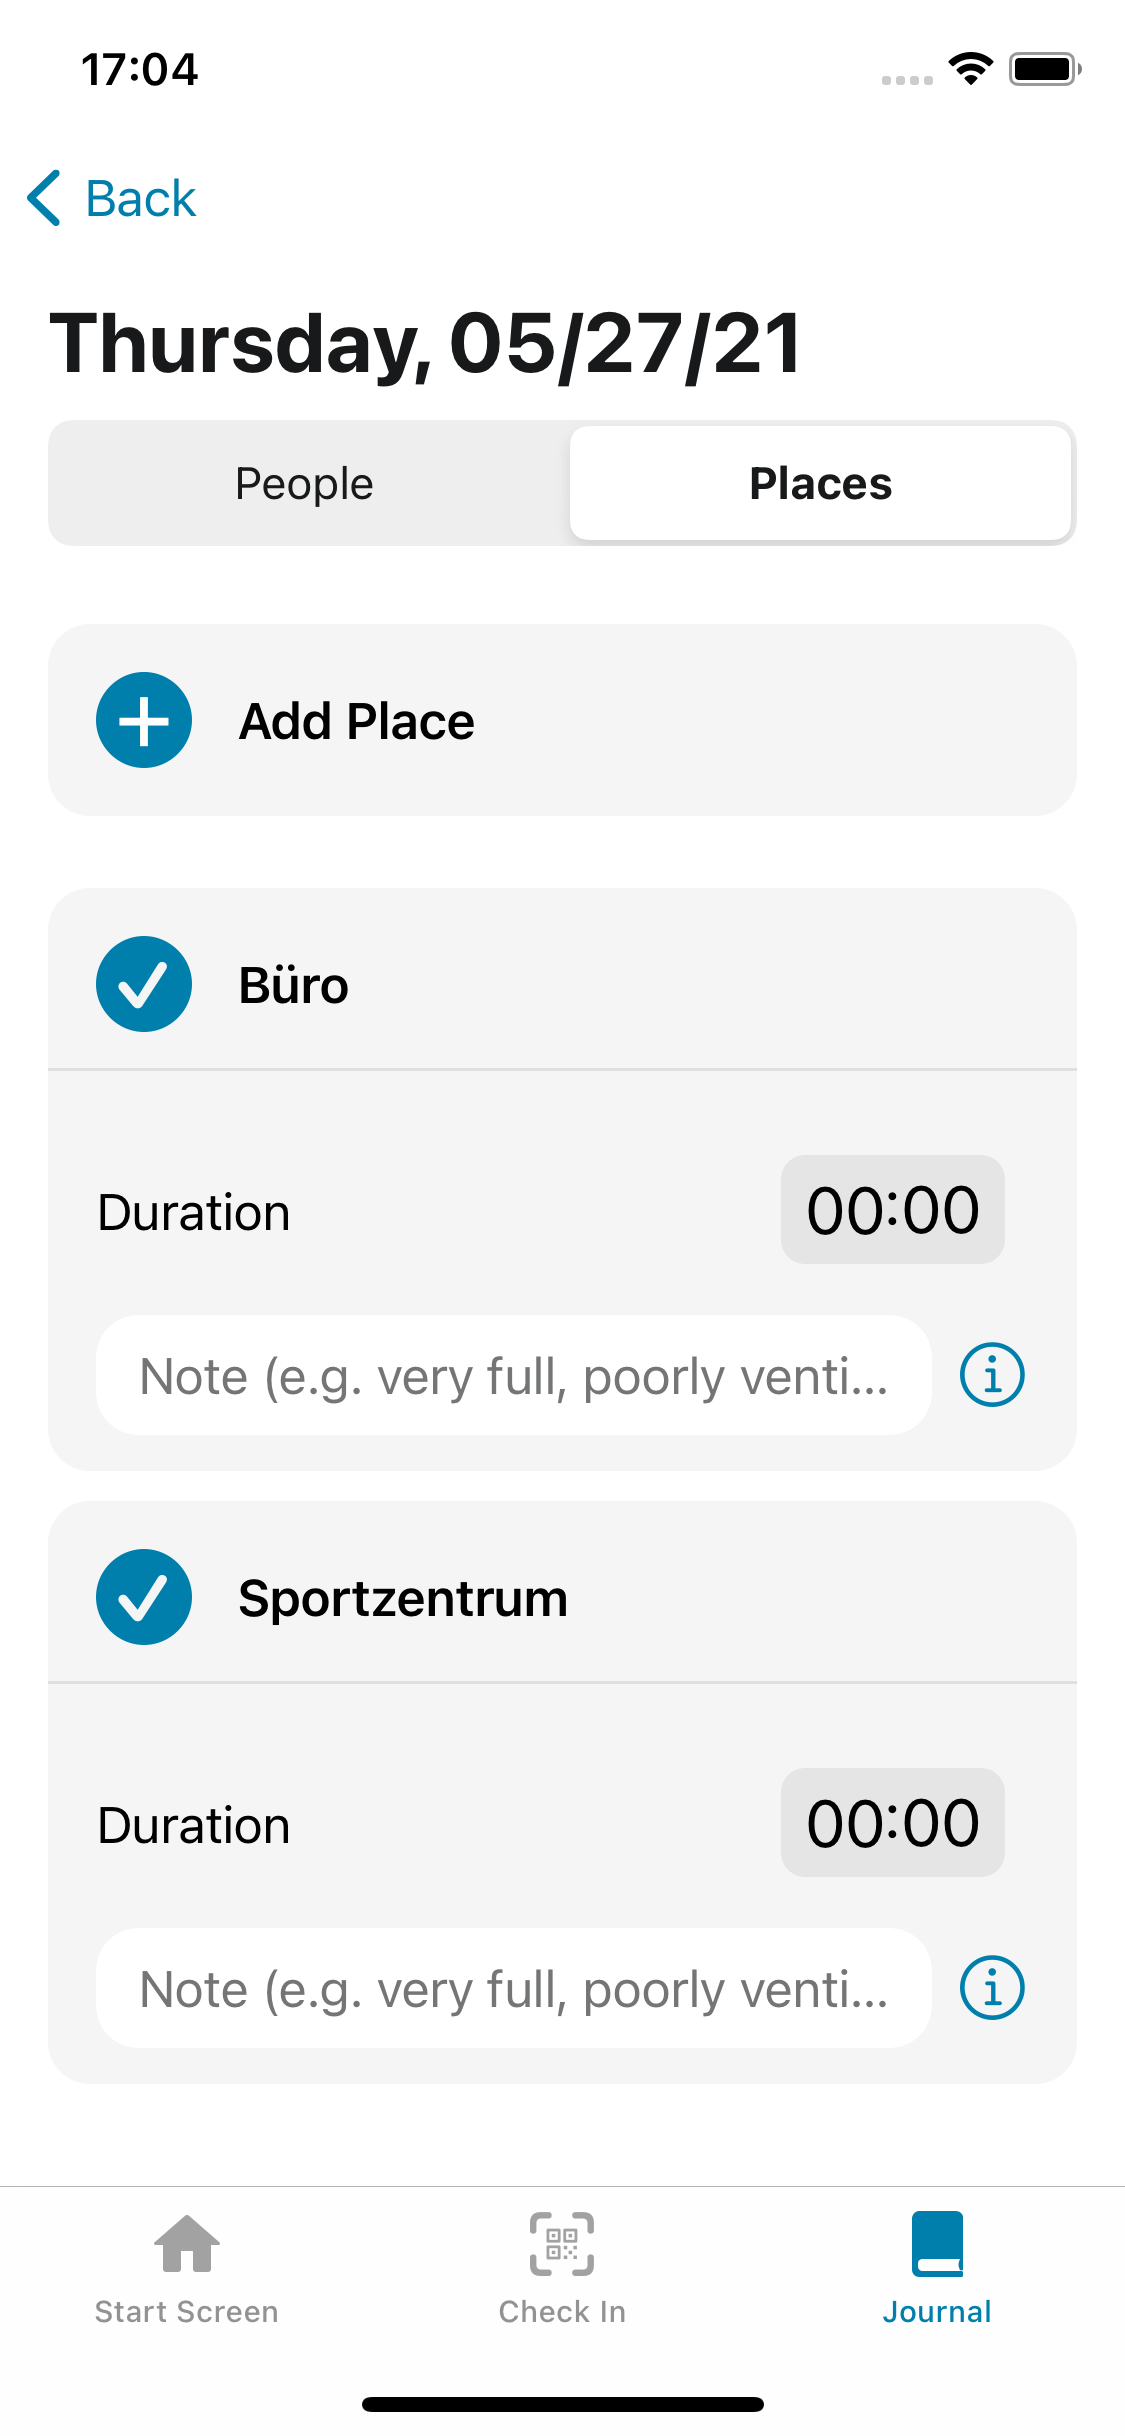 17:04
Back
Thursday, 05/27/21
People
Places
Add Place
Büro
Duration
00:00
Note (e.g. very full, poorly venti...
Sportzentrum
Duration
00:00
Note (e.g. very full, poorly venti...
Start Screen
Check In
Journal